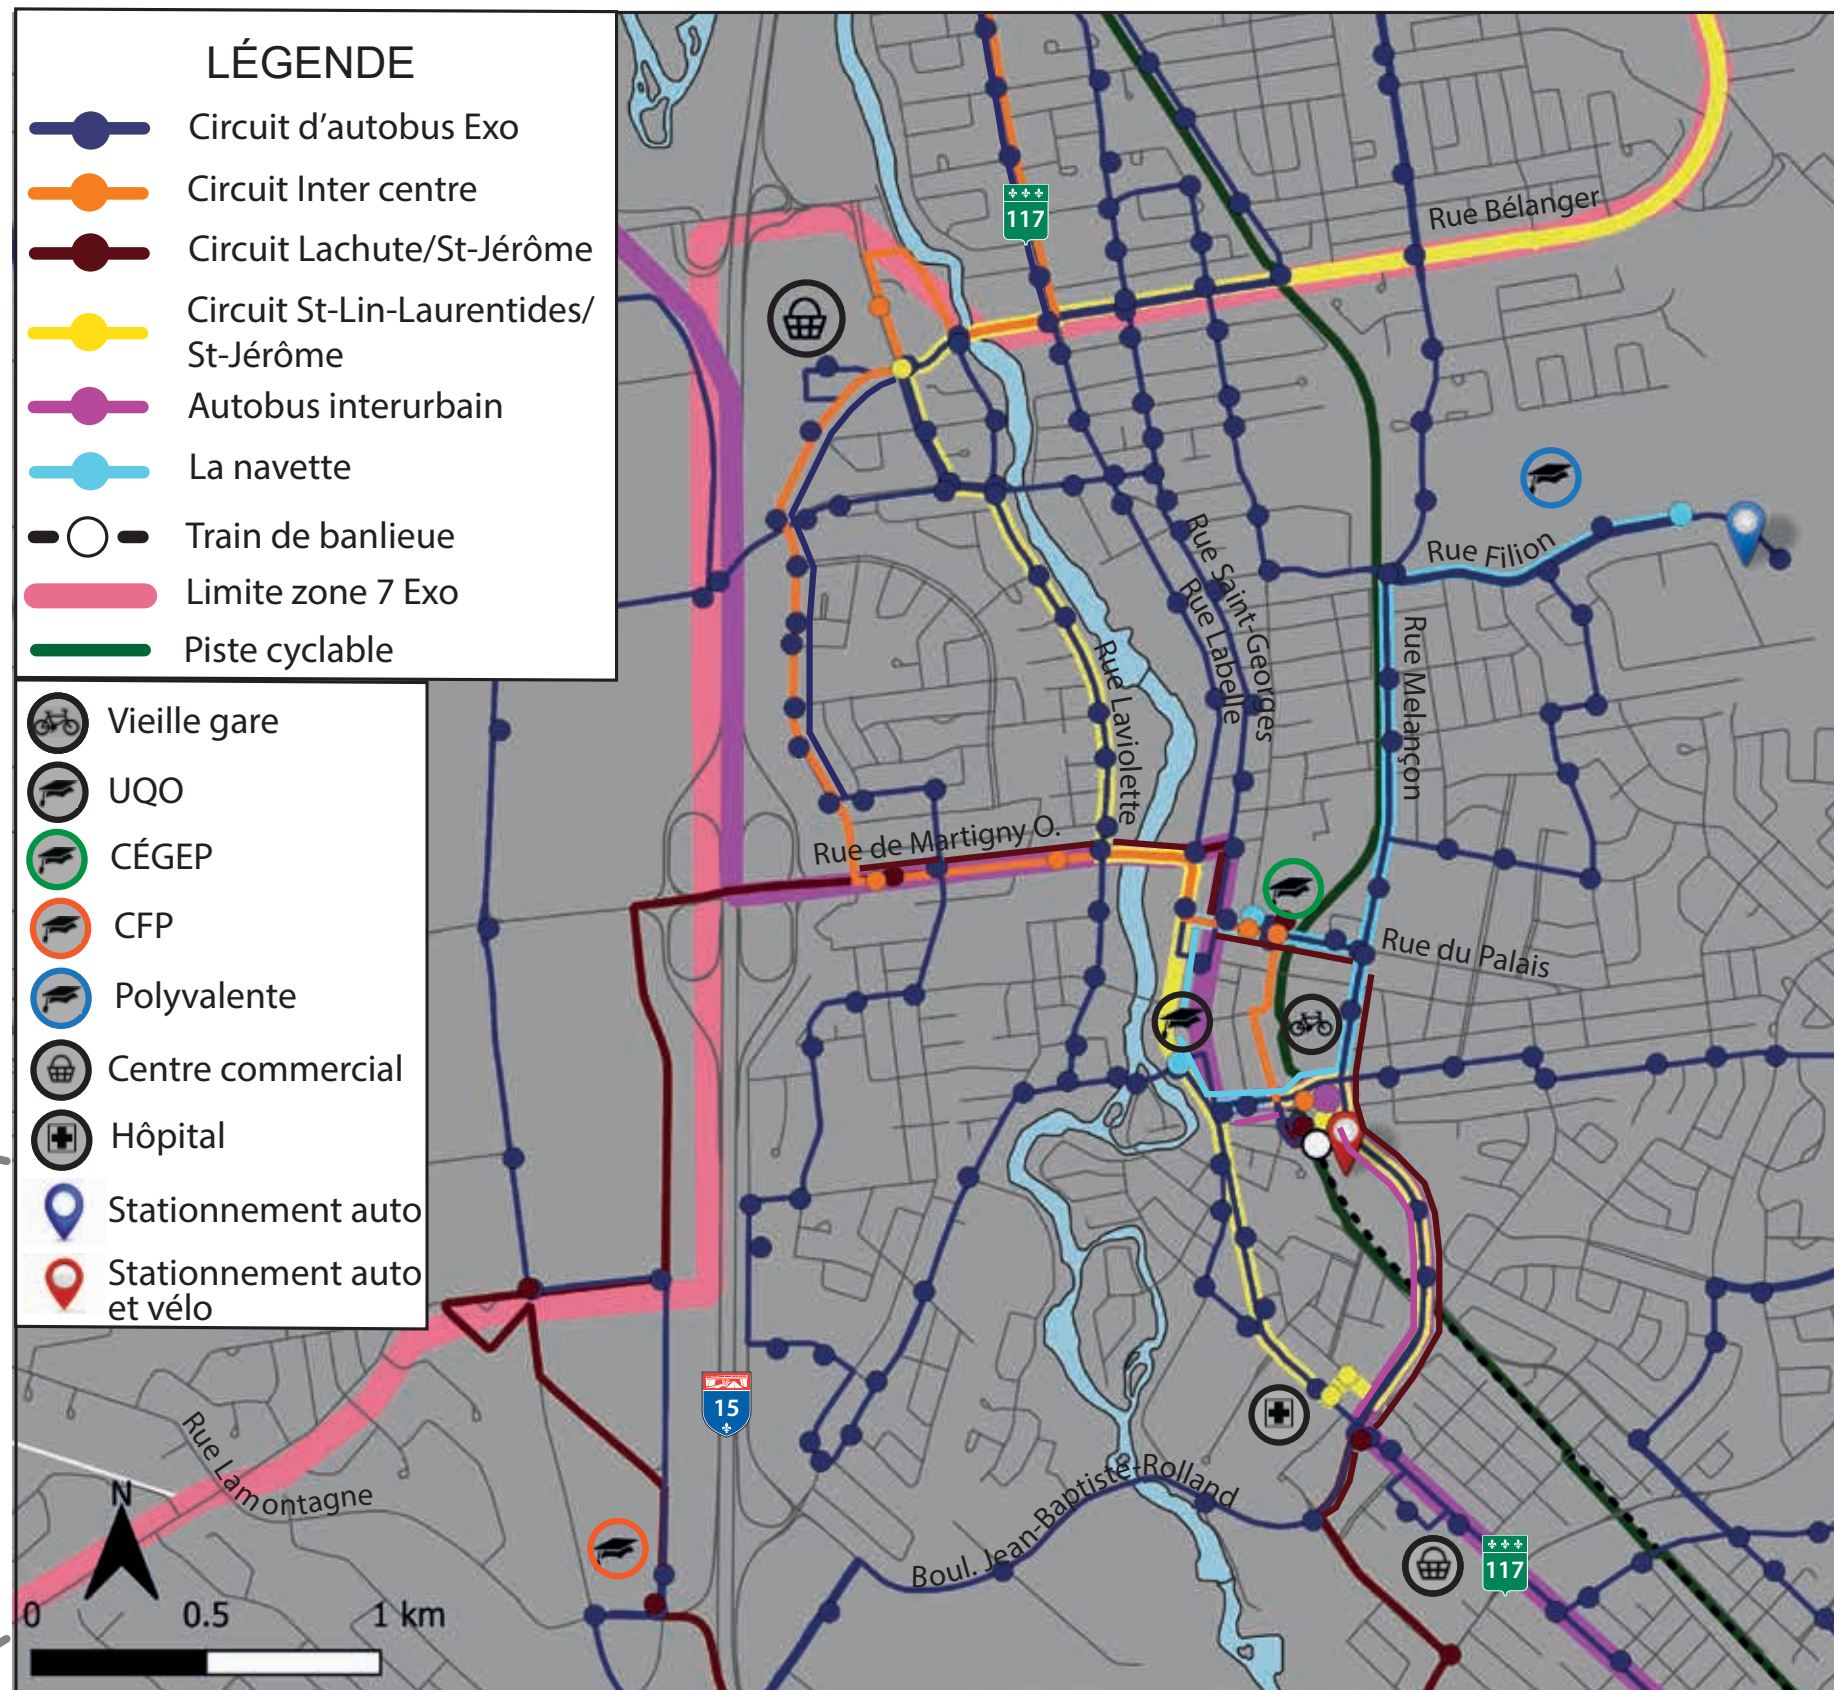 LÉGENDE
Circuit d'autobus Exo
Circuit Inter centre
Circuit Lachute/St-Jérôme
Circuit St-Lin-Laurentides/
St-Jérôme
Autobus interurbain
La navette
Train de banlieue
Limite zone 7 Exo
Piste cyclable
Vieille gare
UQO
CÉGEP
CFP
Polyvalente
Centre commercial
Hôpital
Stationnement auto
Stationnement auto
et vélo
117
Rue Bélanger
Rue Filion
Rue Saint-Georges
Rue Labelle
Rue Melançon
Rue Laviolette
Rue de Martigny O.
Rue du Palais
15
Rue Lamontagne
Boul. Jean-Baptiste-Rolland
117
N
0 0.5 1 km